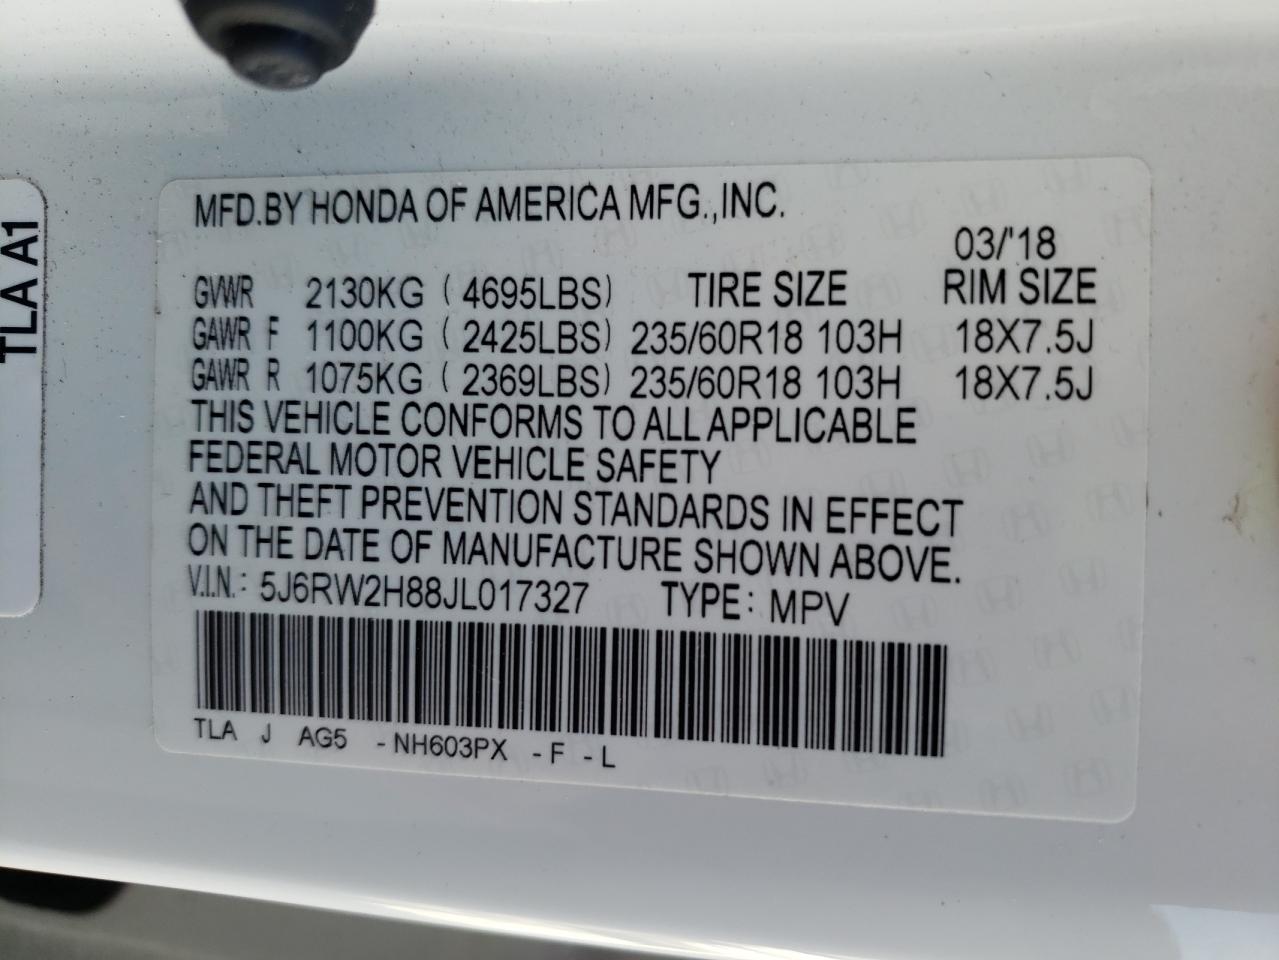 TLA A1
MFD.BY HONDA OF AMERICA MFG.,INC.
03/'18
GVWR 2130KG ( 4695LBS) TIRE SIZE RIM SIZE
GAWR F 1100KG ( 2425LBS) 235/60R18 103H 18X7.5J
GAWR R 1075KG ( 2369LBS) 235/60R18 103H 18X7.5J
THIS VEHICLE CONFORMS TO ALL APPLICABLE
FEDERAL MOTOR VEHICLE SAFETY
AND THEFT PREVENTION STANDARDS IN EFFECT
ON THE DATE OF MANUFACTURE SHOWN ABOVE.
V.I.N.: 5J6RW2H88JL017327 TYPE: MPV
TLA J AG5 -NH603PX -F -L